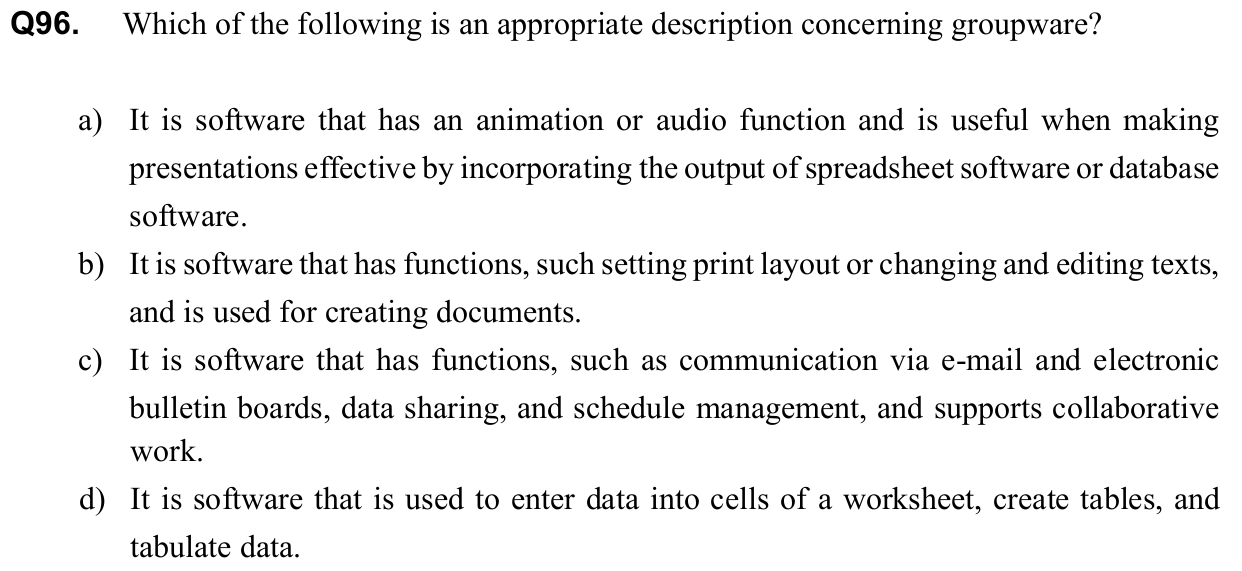 Q96. Which of the following is an appropriate description concerning groupware?
a) It is software that has an animation or audio function and is useful when making
presentations effective by incorporating the output of spreadsheet software or database
software.
b) It is software that has functions, such setting print layout or changing and editing texts,
and is used for creating documents.
c) It is software that has functions, such as communication via e-mail and electronic
bulletin boards, data sharing, and schedule management, and supports collaborative
work.
d) It is software that is used to enter data into cells of a worksheet, create tables, and
tabulate data.